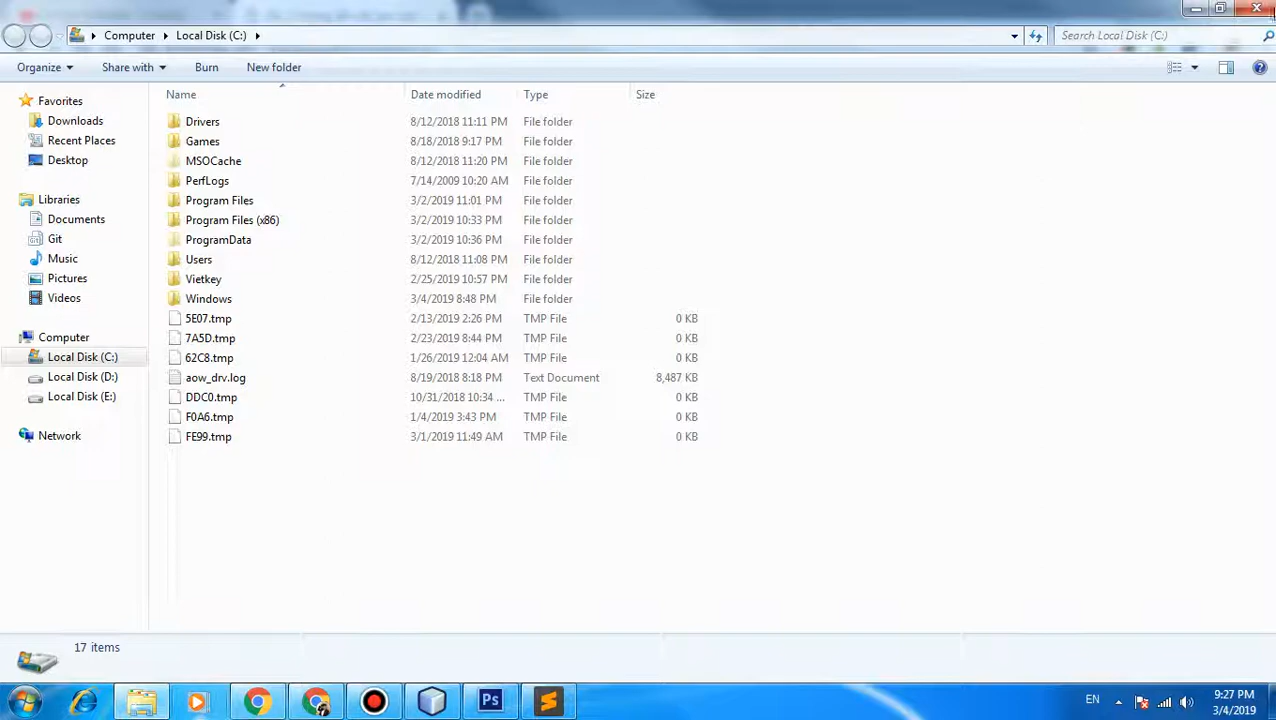 Computer Local Disk (C:) Search Local Disk (C:)
Organize Share with Burn New folder
Name Date modified Type Size
Favorites
Downloads
Recent Places
Desktop
Libraries
Documents
Git
Music
Pictures
Videos
Computer
Local Disk (C:)
Local Disk (D:)
Local Disk (E:)
Network
Drivers 8/12/2018 11:11 PM File folder
Games 8/18/2018 9:17 PM File folder
MSOCache 8/12/2018 11:20 PM File folder
PerfLogs 7/14/2009 10:20 AM File folder
Program Files 3/2/2019 11:01 PM File folder
Program Files (x86) 3/2/2019 10:33 PM File folder
ProgramData 3/2/2019 10:36 PM File folder
Users 8/12/2018 11:08 PM File folder
Vietkey 2/25/2019 10:57 PM File folder
Windows 3/4/2019 8:48 PM File folder
5E07.tmp 2/13/2019 2:26 PM TMP File 0 KB
7A5D.tmp 2/23/2019 8:44 PM TMP File 0 KB
62C8.tmp 1/26/2019 12:04 AM TMP File 0 KB
aow_drv.log 8/19/2018 8:18 PM Text Document 8,487 KB
DDC0.tmp 10/31/2018 10:34 ... TMP File 0 KB
F0A6.tmp 1/4/2019 3:43 PM TMP File 0 KB
FE99.tmp 3/1/2019 11:49 AM TMP File 0 KB
17 items
Ps
EN
9:27 PM
3/4/2019